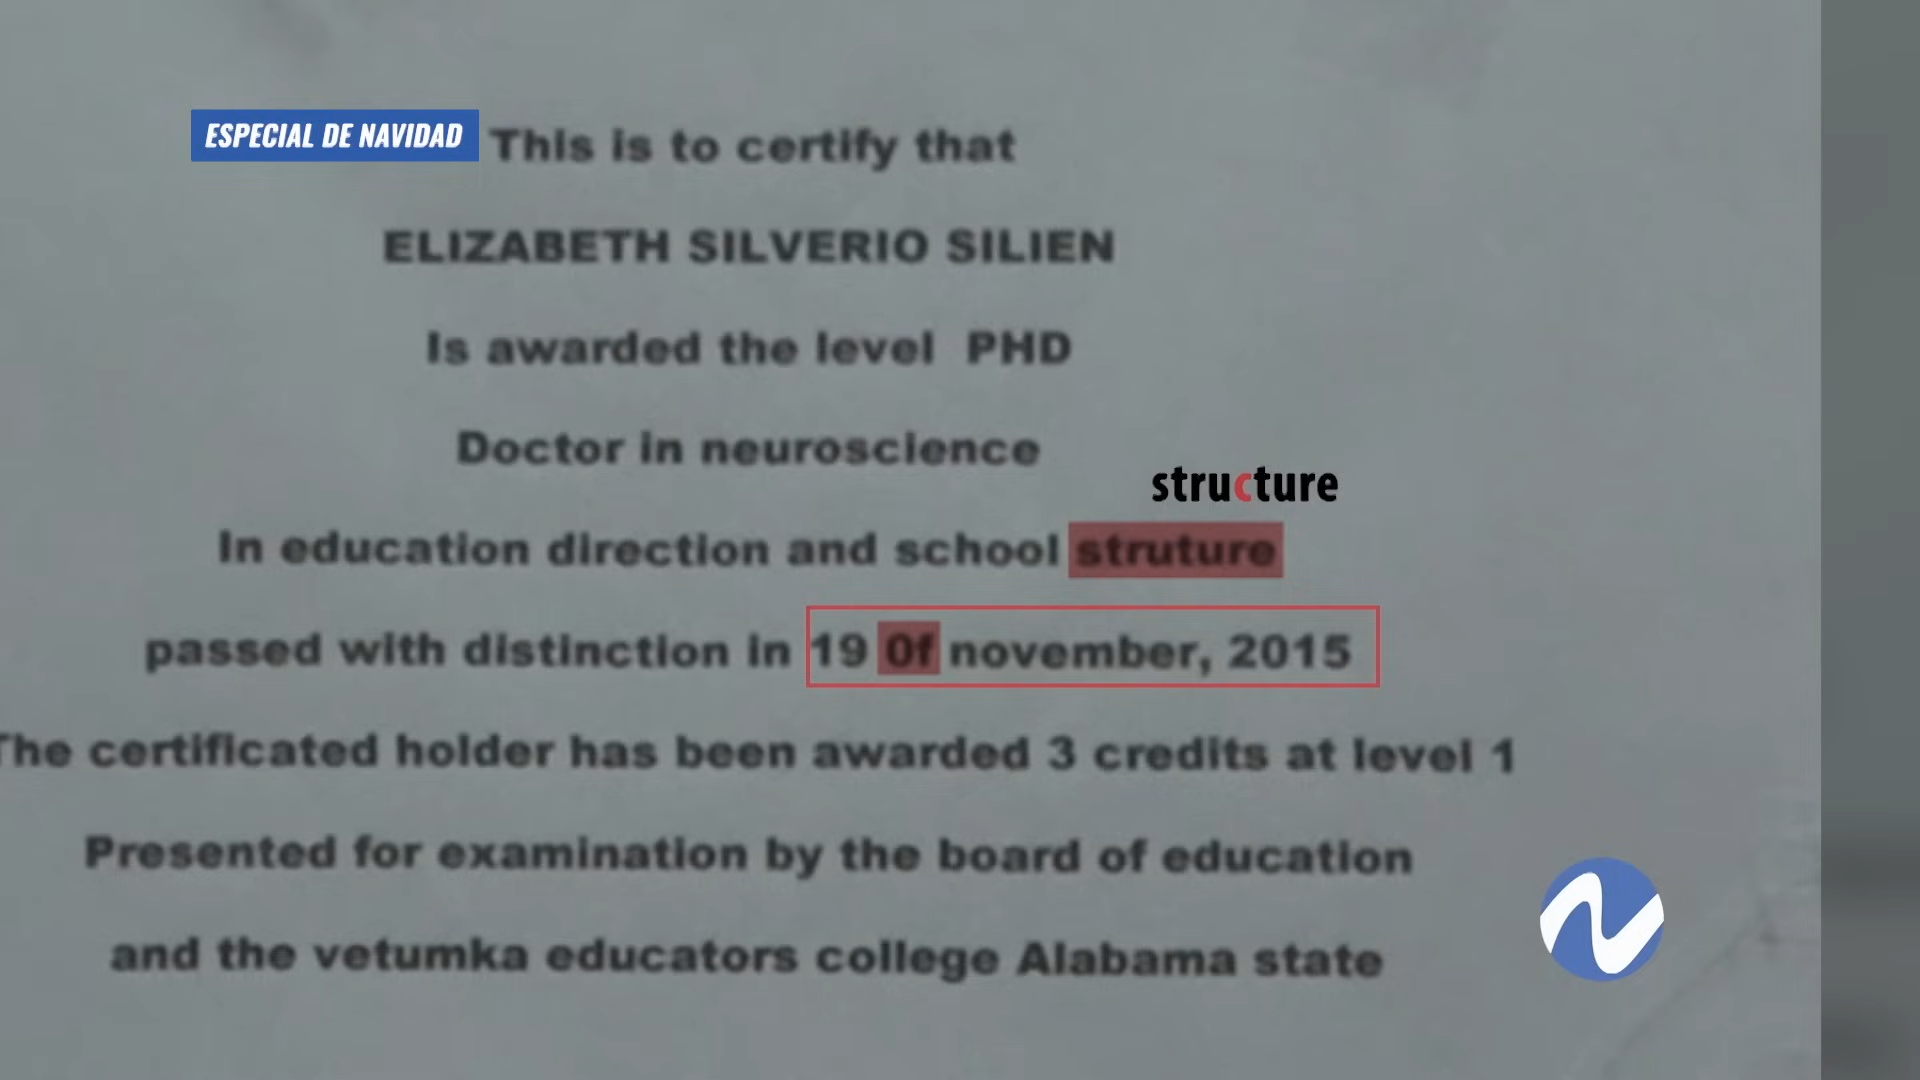 ESPECIAL DE NAVIDAD
This is to certify that
ELIZABETH SILVERIO SILIEN
Is awarded the level PHD
Doctor in neuroscience
structure
In education direction and school struture
passed with distinction in 19 0f november, 2015
The certificated holder has been awarded 3 credits at level 1
Presented for examination by the board of education
and the vetumka educators college Alabama state